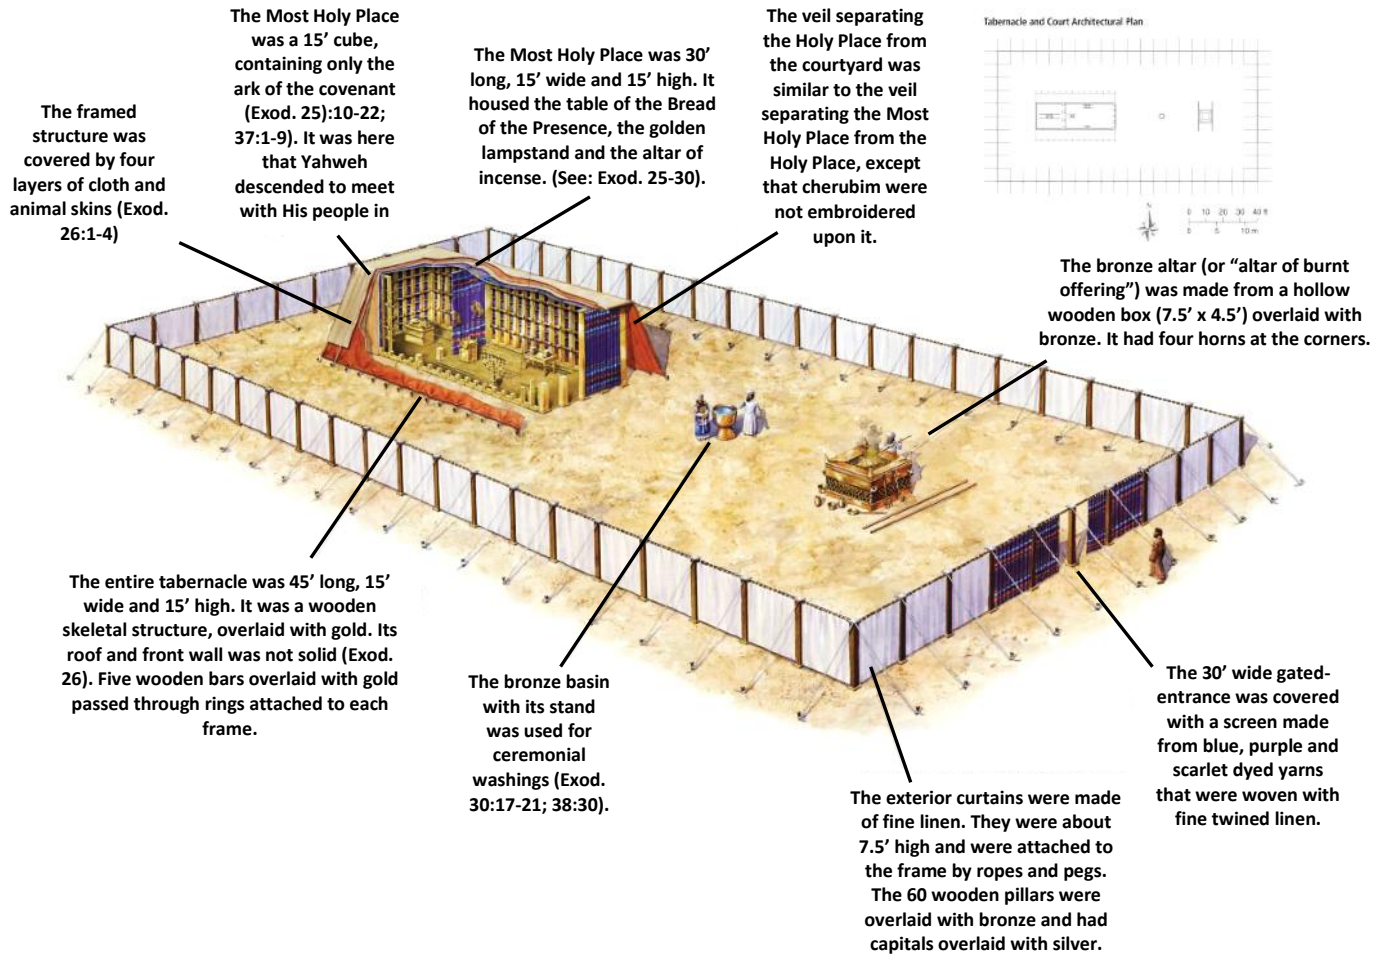 The Most Holy Place
was a 15’ cube,
containing only the
ark of the covenant
(Exod. 25):10-22;
37:1-9). It was here
that Yahweh
descended to meet
with His people in
The Most Holy Place was 30’
long, 15’ wide and 15’ high. It
housed the table of the Bread
of the Presence, the golden
lampstand and the altar of
incense. (See: Exod. 25-30).
The veil separating
the Holy Place from
the courtyard was
similar to the veil
separating the Most
Holy Place from the
Holy Place, except
that cherubim were
not embroidered
upon it.
Tabernacle and Court Architectural Plan
N
0 10 20 30 40 ft
0 5 10 m
The framed
structure was
covered by four
layers of cloth and
animal skins (Exod.
26:1-4)
The bronze altar (or “altar of burnt
offering”) was made from a hollow
wooden box (7.5’ x 4.5’) overlaid with
bronze. It had four horns at the corners.
The entire tabernacle was 45’ long, 15’
wide and 15’ high. It was a wooden
skeletal structure, overlaid with gold. Its
roof and front wall was not solid (Exod.
26). Five wooden bars overlaid with gold
passed through rings attached to each
frame.
The bronze basin
with its stand
was used for
ceremonial
washings (Exod.
30:17-21; 38:30).
The exterior curtains were made
of fine linen. They were about
7.5’ high and were attached to
the frame by ropes and pegs.
The 60 wooden pillars were
overlaid with bronze and had
capitals overlaid with silver.
The 30’ wide gated-
entrance was covered
with a screen made
from blue, purple and
scarlet dyed yarns
that were woven with
fine twined linen.